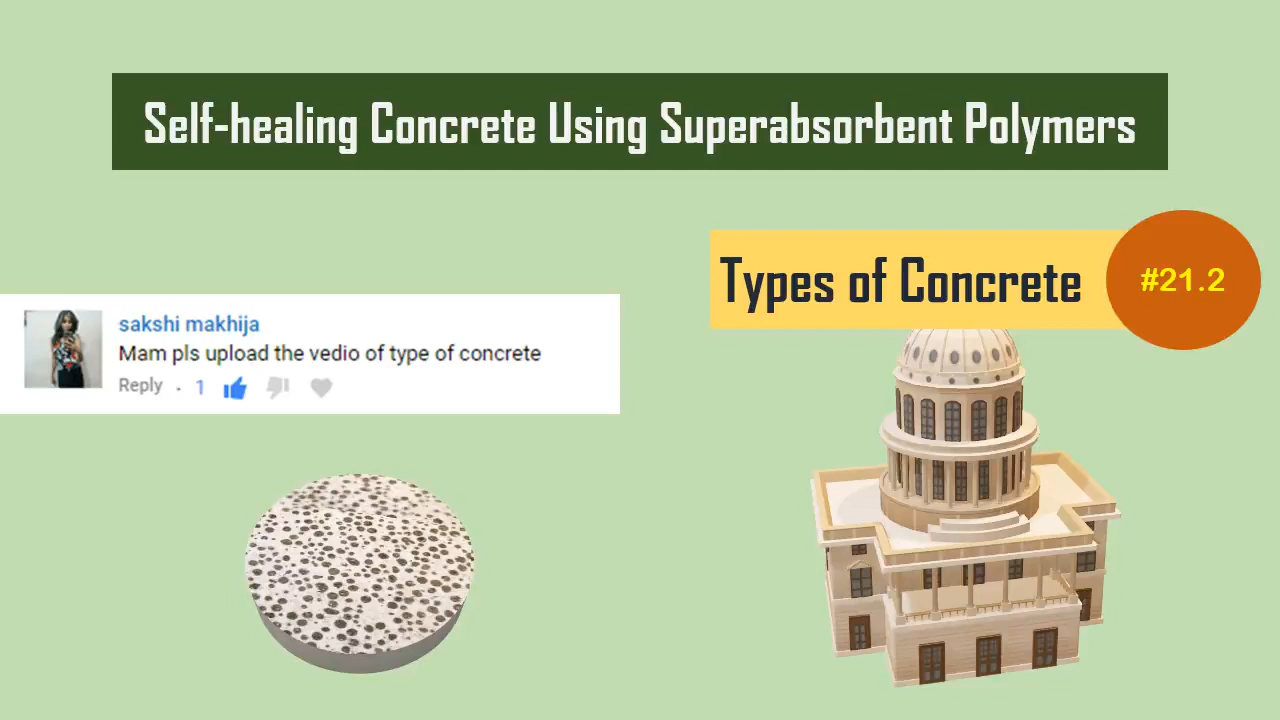 Self-healing Concrete Using Superabsorbent Polymers
Types of Concrete
#21.2
sakshi makhija
Mam pls upload the vedio of type of concrete
Reply · 1